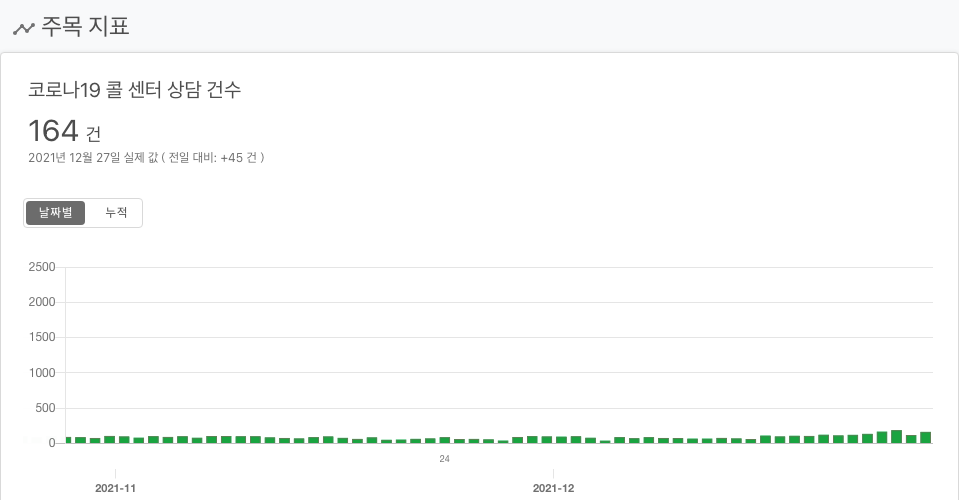 주목 지표
코로나19 콜 센터 상담 건수
164 건
2021년 12월 27일 실제 값 ( 전일 대비: +45 건 )
날짜별 누적
2500
2000
1500
1000
500
0
24
2021-11 2021-12